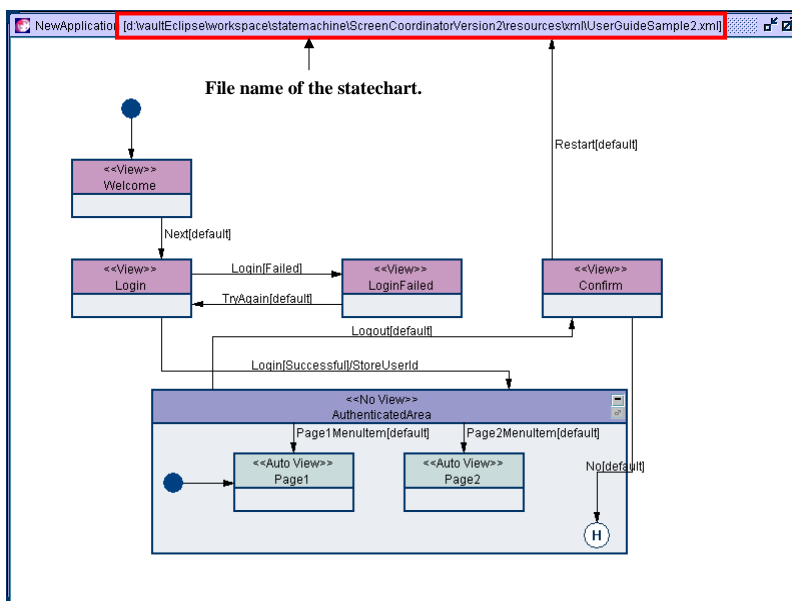 NewApplication [d:\vaultEclipse\workspace\statemachine\ScreenCoordinatorVersion2\resources\xml\UserGuideSample2.xml]
File name of the statechart.
Restart[default]
<<View>>
Welcome
Next[default]
<<View>>
Login
Login[Failed]
TryAgain[default]
<<View>>
LoginFailed
<<View>>
Confirm
Logout[default]
Login[Successful]/StoreUserId
<<No View>>
AuthenticatedArea
Page1MenuItem[default]
Page2MenuItem[default]
<<Auto View>>
Page1
<<Auto View>>
Page2
No[default]
H